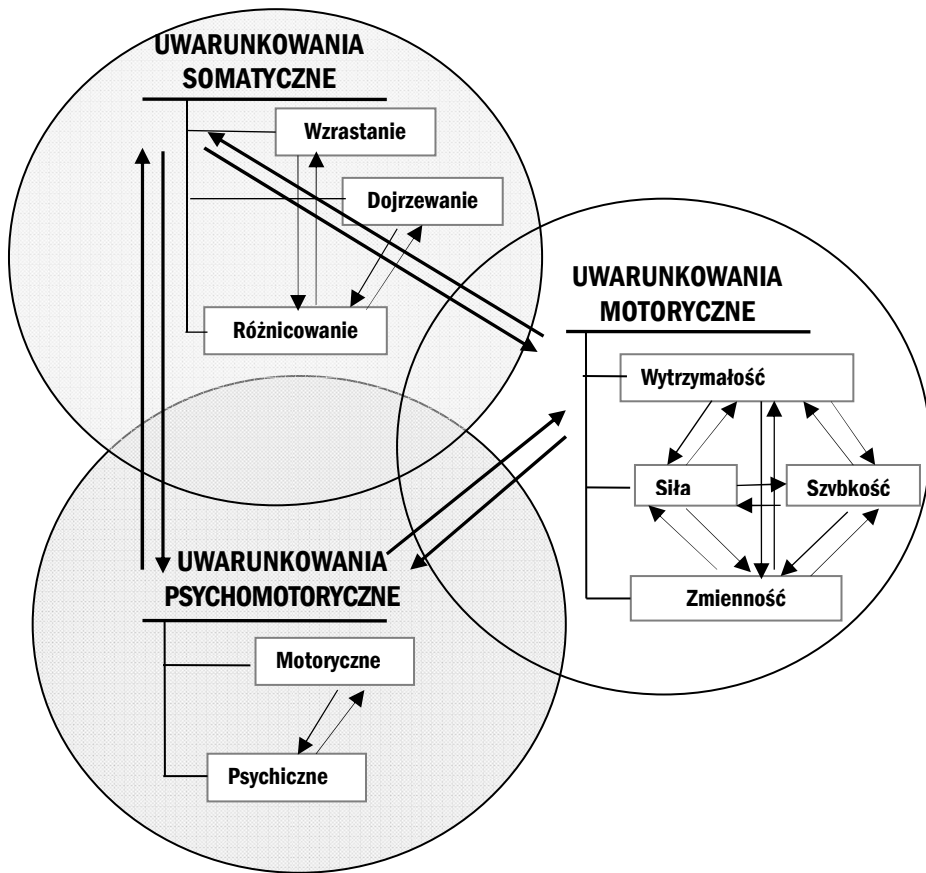 UWARUNKOWANIA
SOMATYCZNE
Wzrastanie
Dojrzewanie
Różnicowanie
UWARUNKOWANIA
MOTORYCZNE
Wytrzymałość
Siła
Szybkość
Zmienność
UWARUNKOWANIA
PSYCHOMOTORYCZNE
Motoryczne
Psychiczne